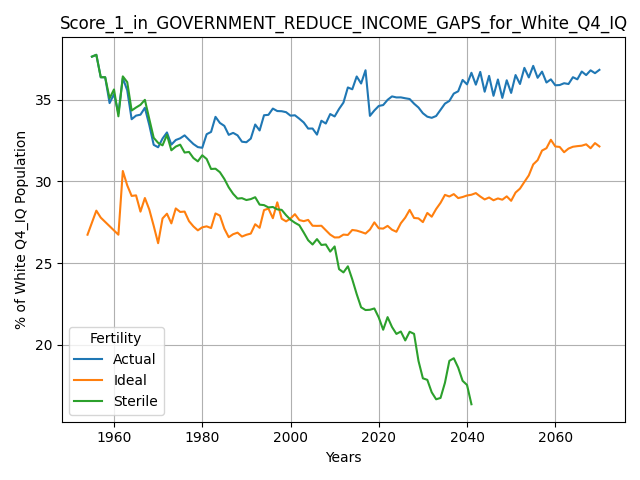 Score_1_in_GOVERNMENT_REDUCE_INCOME_GAPS_for_White_Q4_IQ
% of White Q4_IQ Population
35
30
25
20
Fertility
Actual
Ideal
Sterile
1960 1980 2000 2020 2040 2060
Years